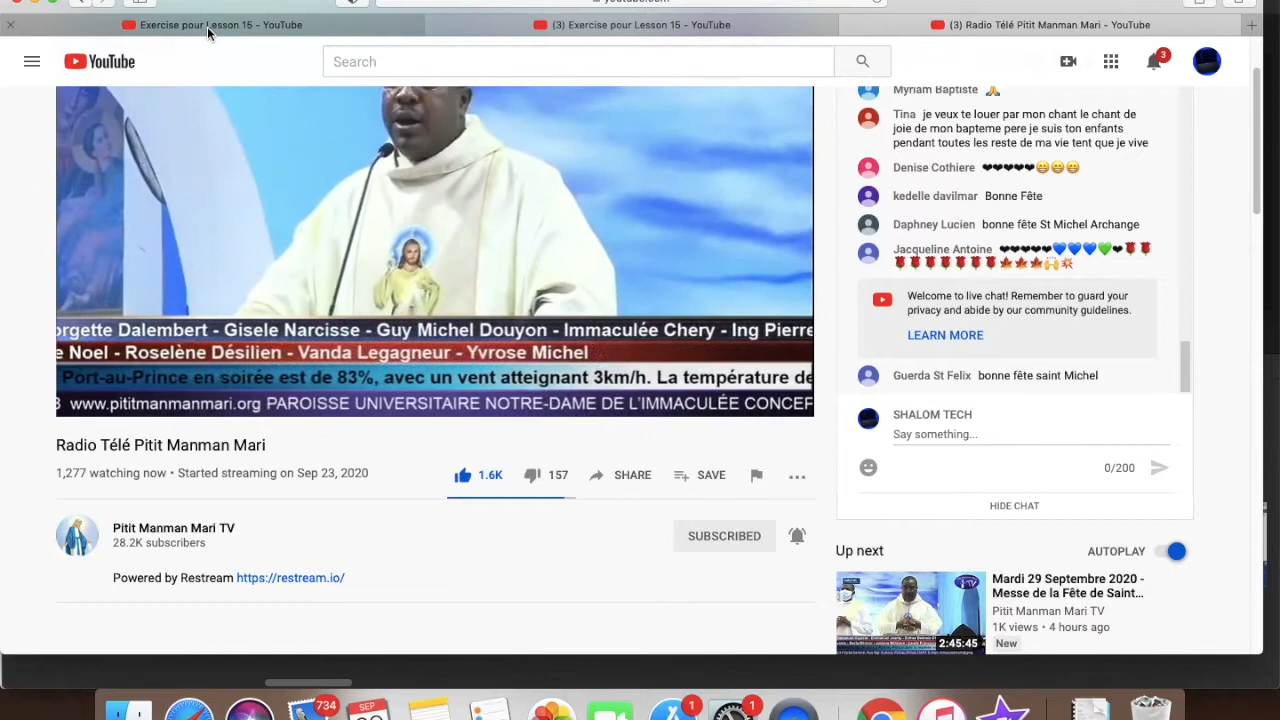 youtube.com
Exercise pour Lesson 15 - YouTube
(3) Exercise pour Lesson 15 - YouTube
(3) Radio Télé Pitit Manman Mari - YouTube
YouTube
Search
3
Myriam Baptiste 🙏
Tina je veux te louer par mon chant le chant de
joie de mon bapteme pere je suis ton enfants
pendant toutes les reste de ma vie tent que je vive
Denise Cothiere ❤❤❤❤❤😁😁😁
kedelle davilmar Bonne Fête
Daphney Lucien bonne fête St Michel Archange
Jacqueline Antoine ❤❤❤❤❤💙💙💙💚❤🌹🌹
🌹🌹🌹🌹🌹🌹🌹🍁🍁🍁🙌💥
Welcome to live chat! Remember to guard your
privacy and abide by our community guidelines.
LEARN MORE
Guerda St Felix bonne fête saint Michel
SHALOM TECH
Say something...
0/200
HIDE CHAT
orgette Dalembert - Gisele Narcisse - Guy Michel Douyon - Immaculée Chery - Ing Pierre
e Noel - Roselène Désilien - Vanda Legagneur - Yvrose Michel
Port-au-Prince en soirée est de 83%, avec un vent atteignant 3km/h. La température de
www.pititmanmanmari.org PAROISSE UNIVERSITAIRE NOTRE-DAME DE L'IMMACULÉE CONCEP
Radio Télé Pitit Manman Mari
1,277 watching now • Started streaming on Sep 23, 2020
1.6K
157
SHARE
SAVE
Pitit Manman Mari TV
28.2K subscribers
SUBSCRIBED
Powered by Restream https://restream.io/
Up next
AUTOPLAY
Mardi 29 Septembre 2020 -
Messe de la Fête de Saint...
Pitit Manman Mari TV
1K views • 4 hours ago
New
2:45:45
734
SEP
1
1